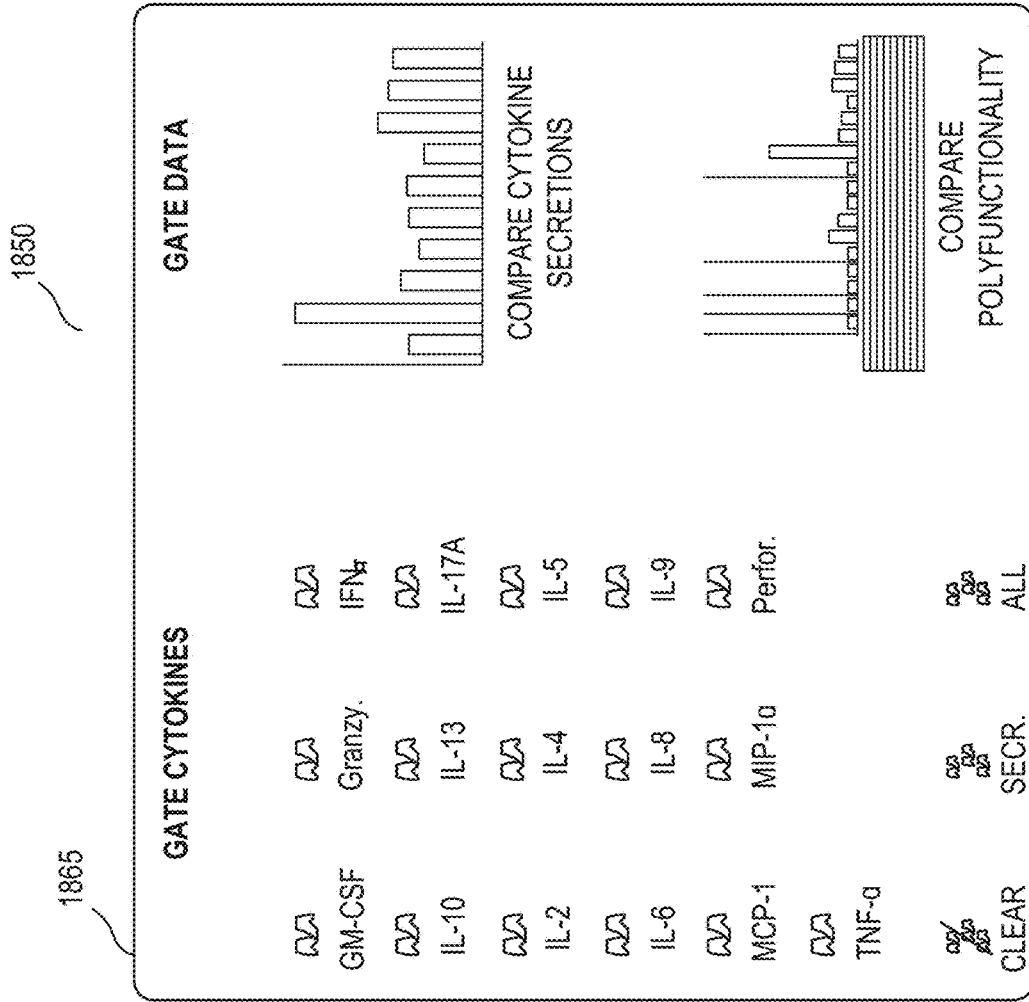 1850
1865
GATE CYTOKINES
GATE DATA
GM-CSF Granzy. IFNα
IL-10 IL-13 IL-17A
IL-2 IL-4 IL-5
IL-6 IL-8 IL-9
MCP-1 MIP-1α Perfor.
TNF-α
CLEAR SECR. ALL
COMPARE CYTOKINE
SECRETIONS
COMPARE
POLYFUNCTIONALITY